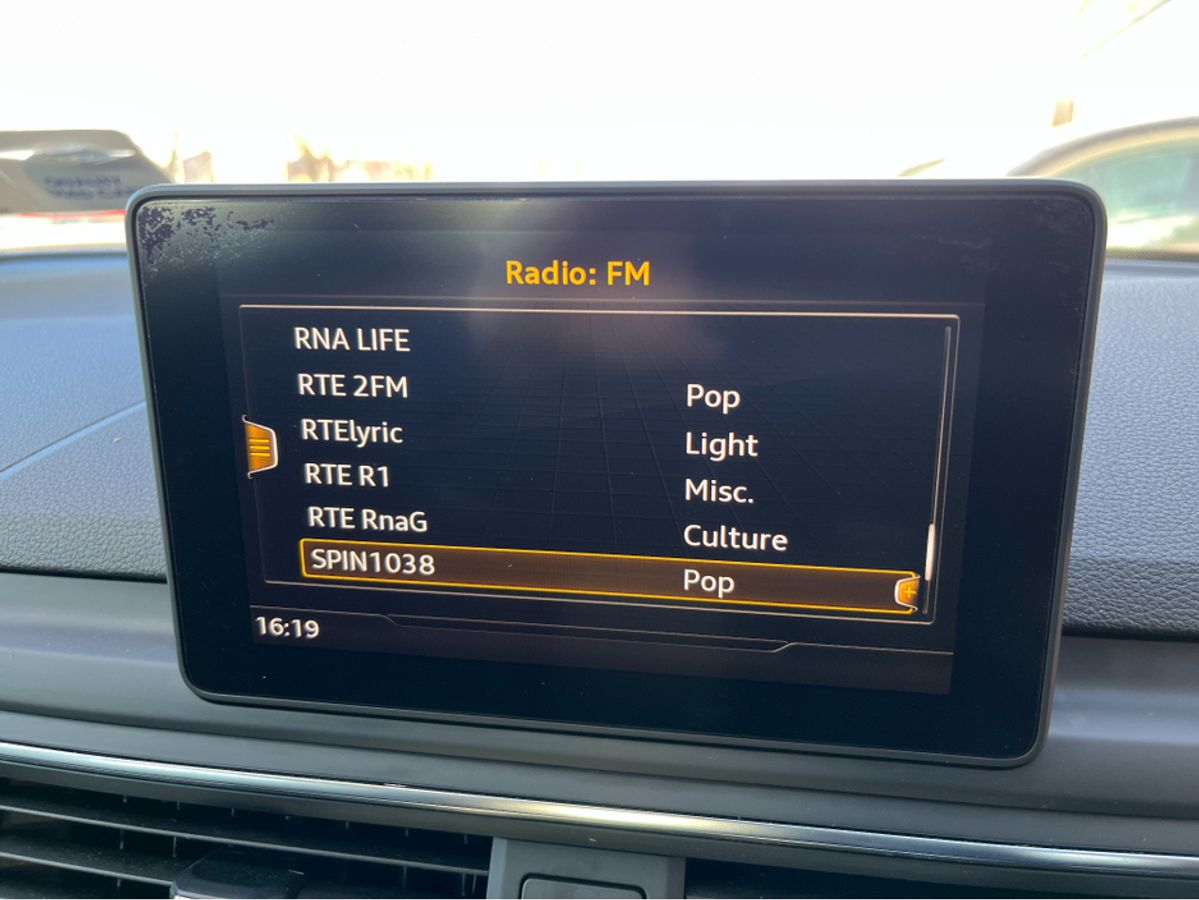 Radio: FM
RNA LIFE
RTE 2FM Pop
RTElyric Light
RTE R1 Misc.
RTE RnaG Culture
SPIN1038 Pop
16:19